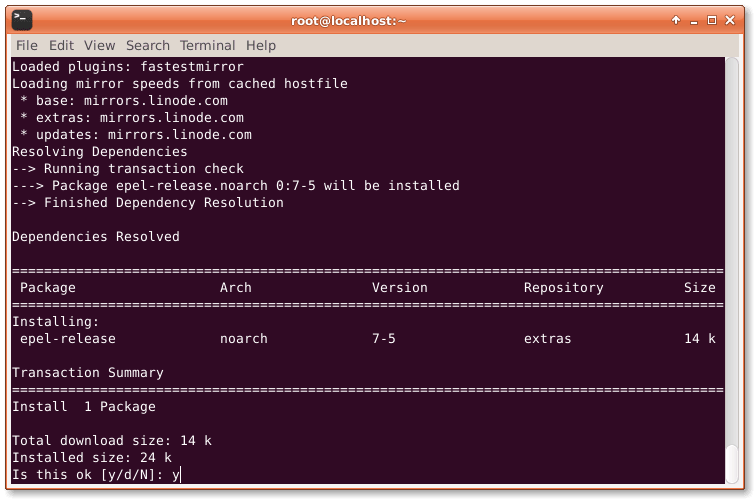 root@localhost:~
File Edit View Search Terminal Help
Loaded plugins: fastestmirror
Loading mirror speeds from cached hostfile
 * base: mirrors.linode.com
 * extras: mirrors.linode.com
 * updates: mirrors.linode.com
Resolving Dependencies
--> Running transaction check
---> Package epel-release.noarch 0:7-5 will be installed
--> Finished Dependency Resolution
Dependencies Resolved
=========================================================================================
 Package                  Arch               Version            Repository          Size
=========================================================================================
Installing:
 epel-release             noarch             7-5                extras              14 k
Transaction Summary
=========================================================================================
Install  1 Package
Total download size: 14 k
Installed size: 24 k
Is this ok [y/d/N]: y